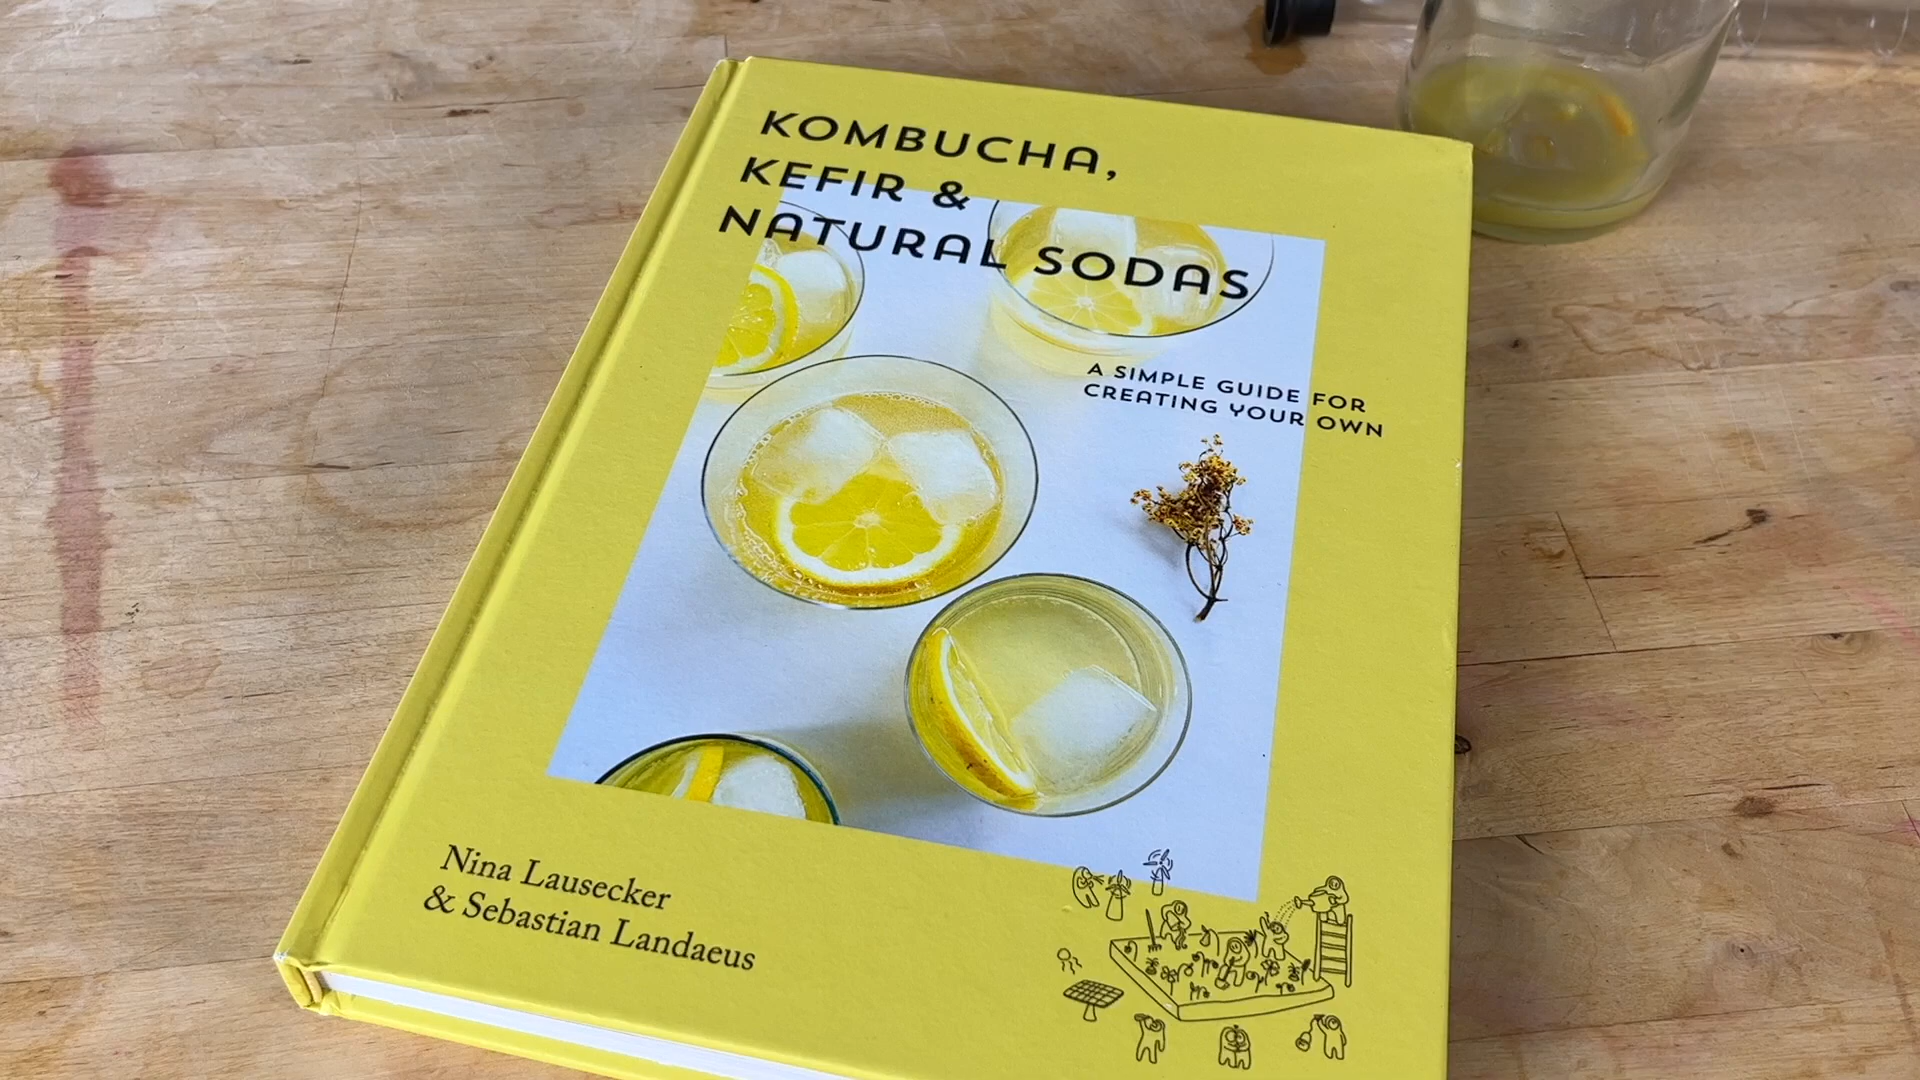 KOMBUCHA,
KEFIR &
NATURAL SODAS
A SIMPLE GUIDE FOR
CREATING YOUR OWN
Nina Lausecker
& Sebastian Landaeus